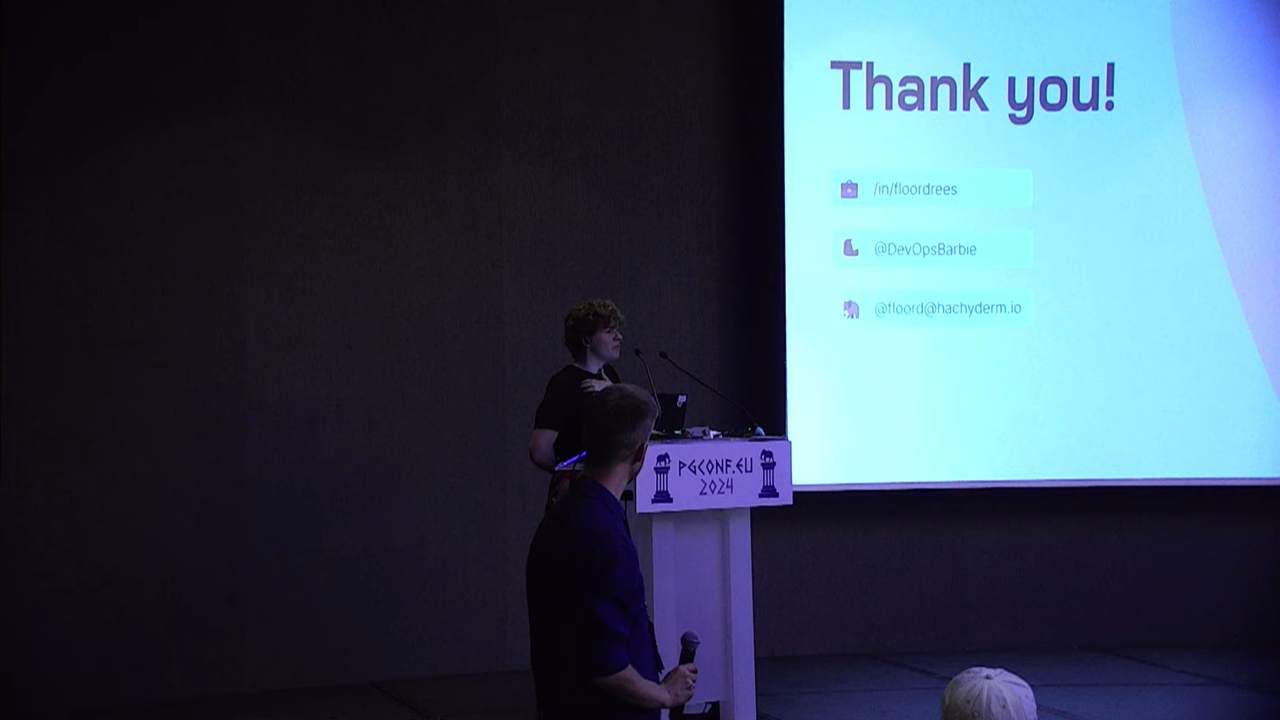 Thank you!
/in/floordrees
@DevOpsBarbie
@floord@hachyderm.io
PGCONF.EU
2024